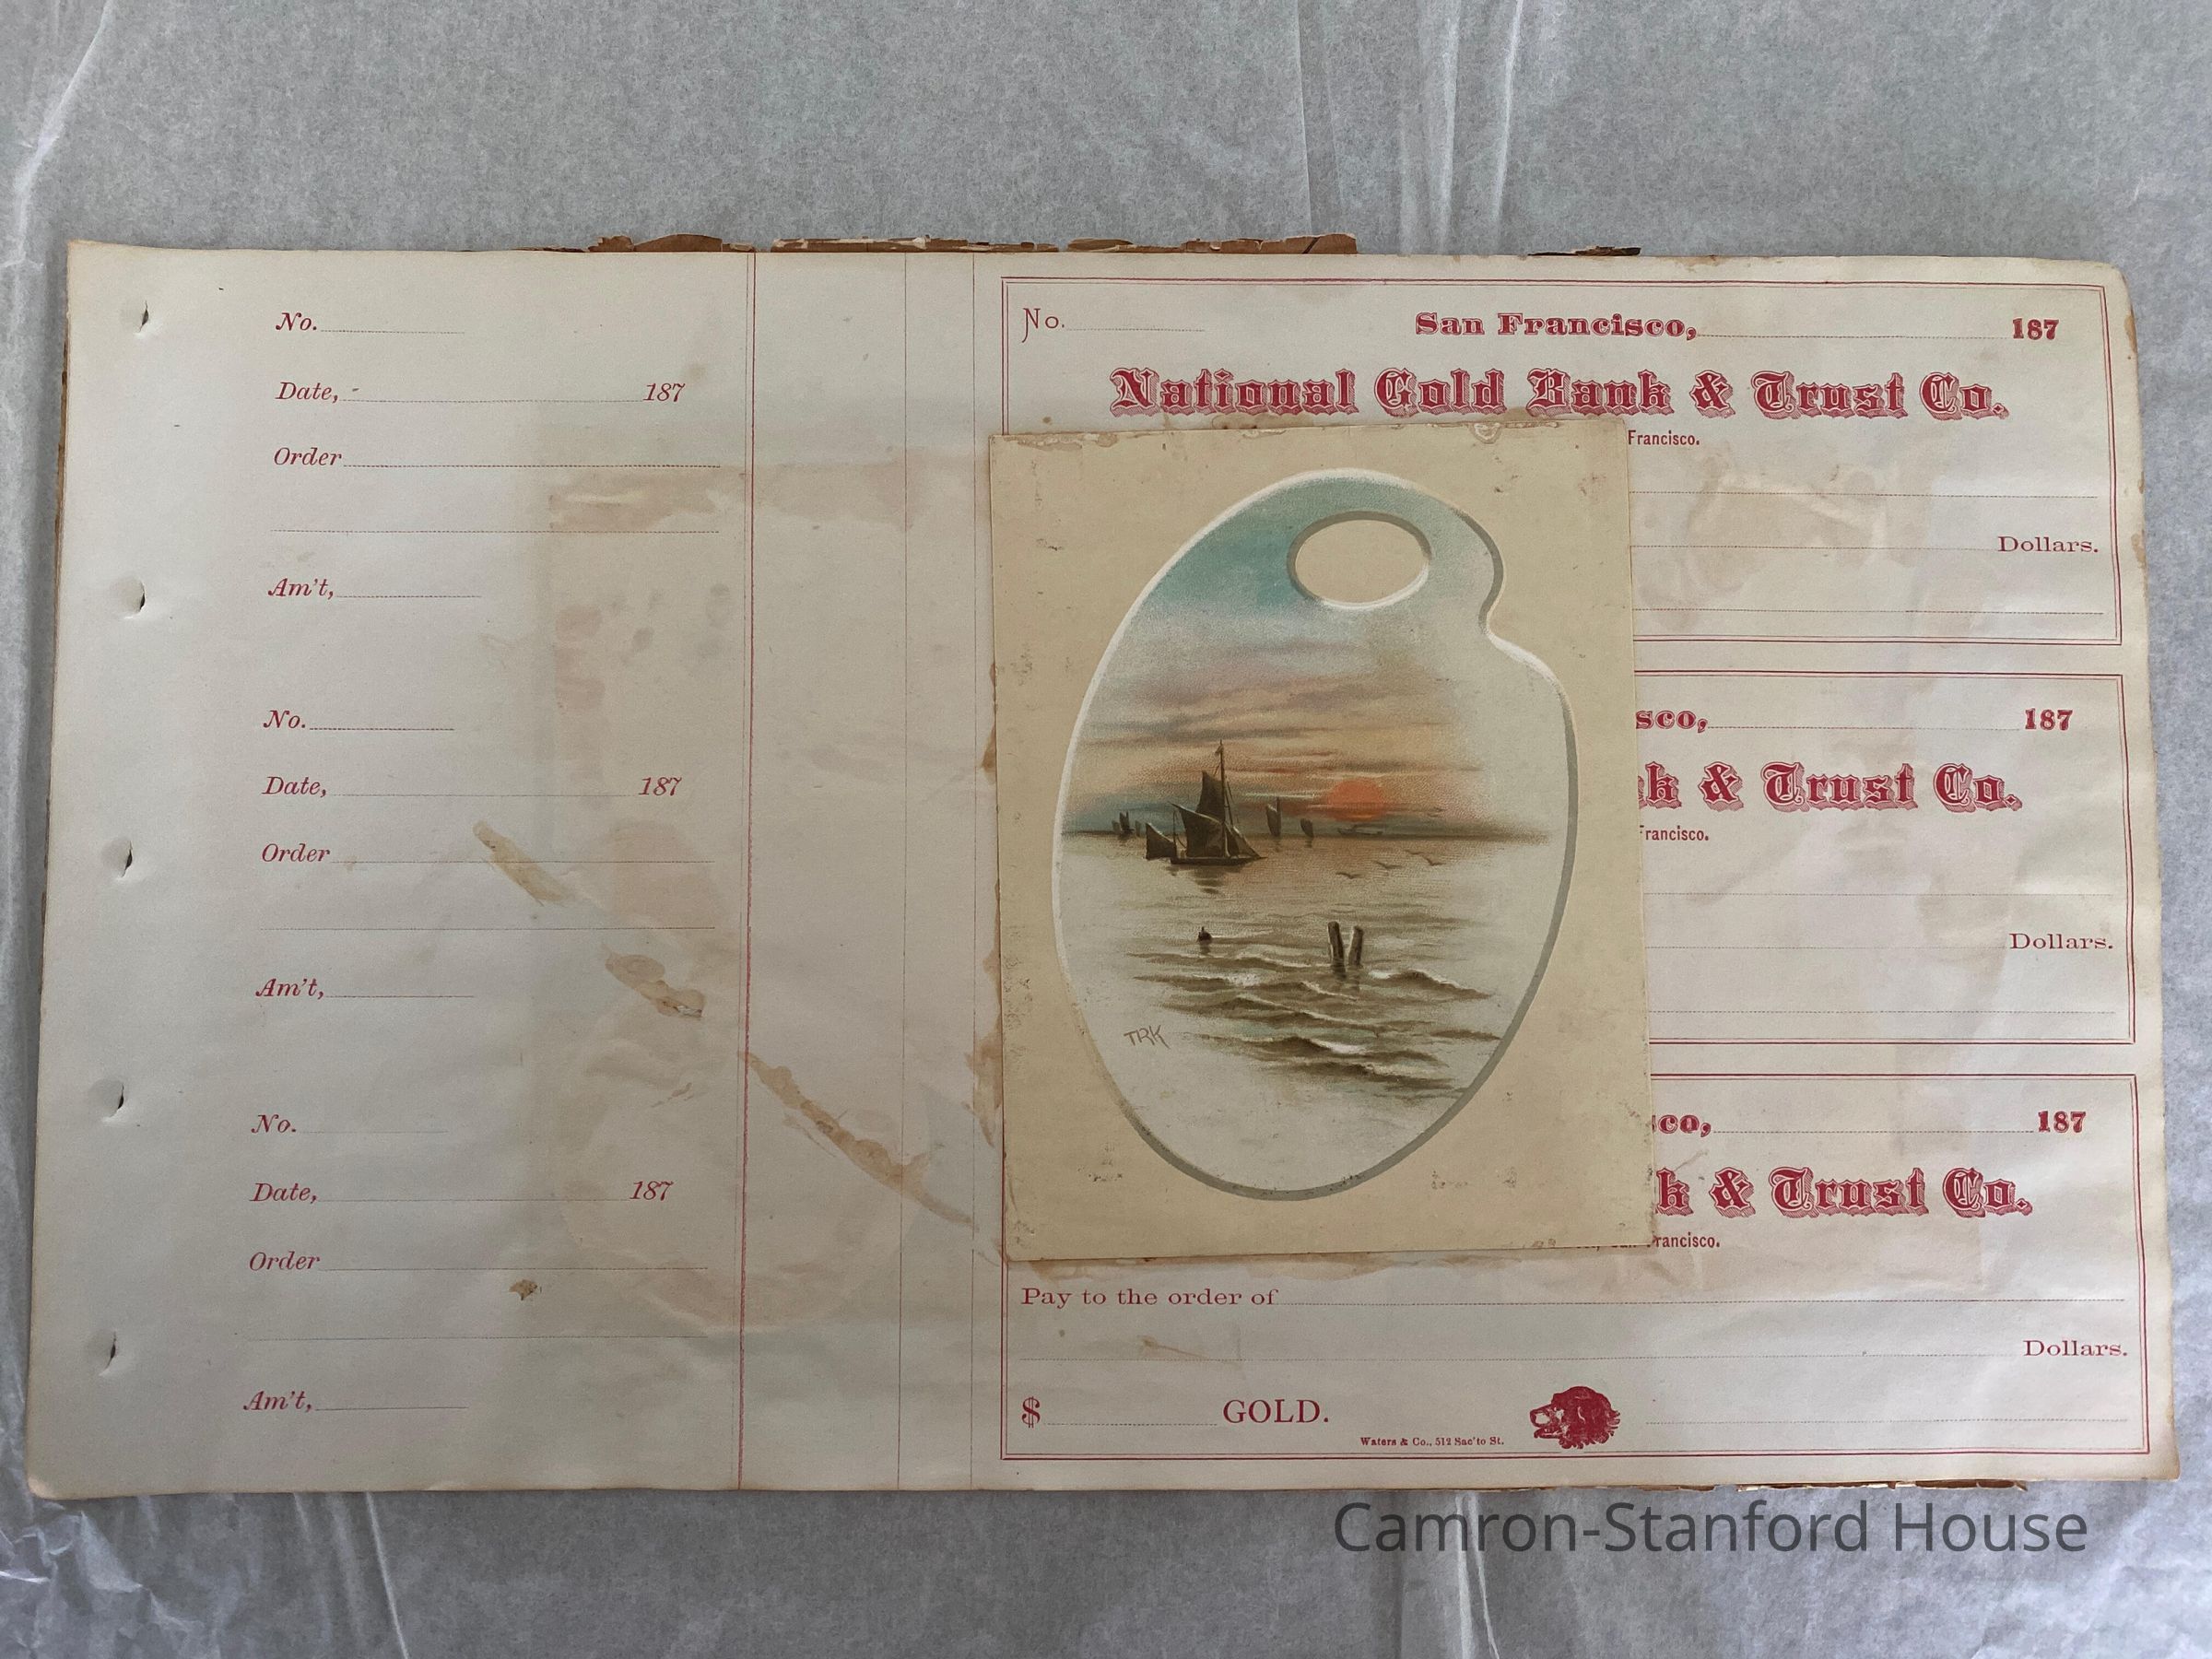 No.
Date, 187
Order
Am't,
No.
Date, 187
Order
Am't,
No.
Date, 187
Order
Am't,
No. San Francisco, 187
National Gold Bank & Trust Co.
Francisco.
Dollars.
sco, 187
k & Trust Co.
Francisco.
Dollars.
co, 187
k & Trust Co.
San Francisco.
Pay to the order of
Dollars.
$ GOLD.
Waters & Co., 512 Sac'to St.
TRK
Camron-Stanford House